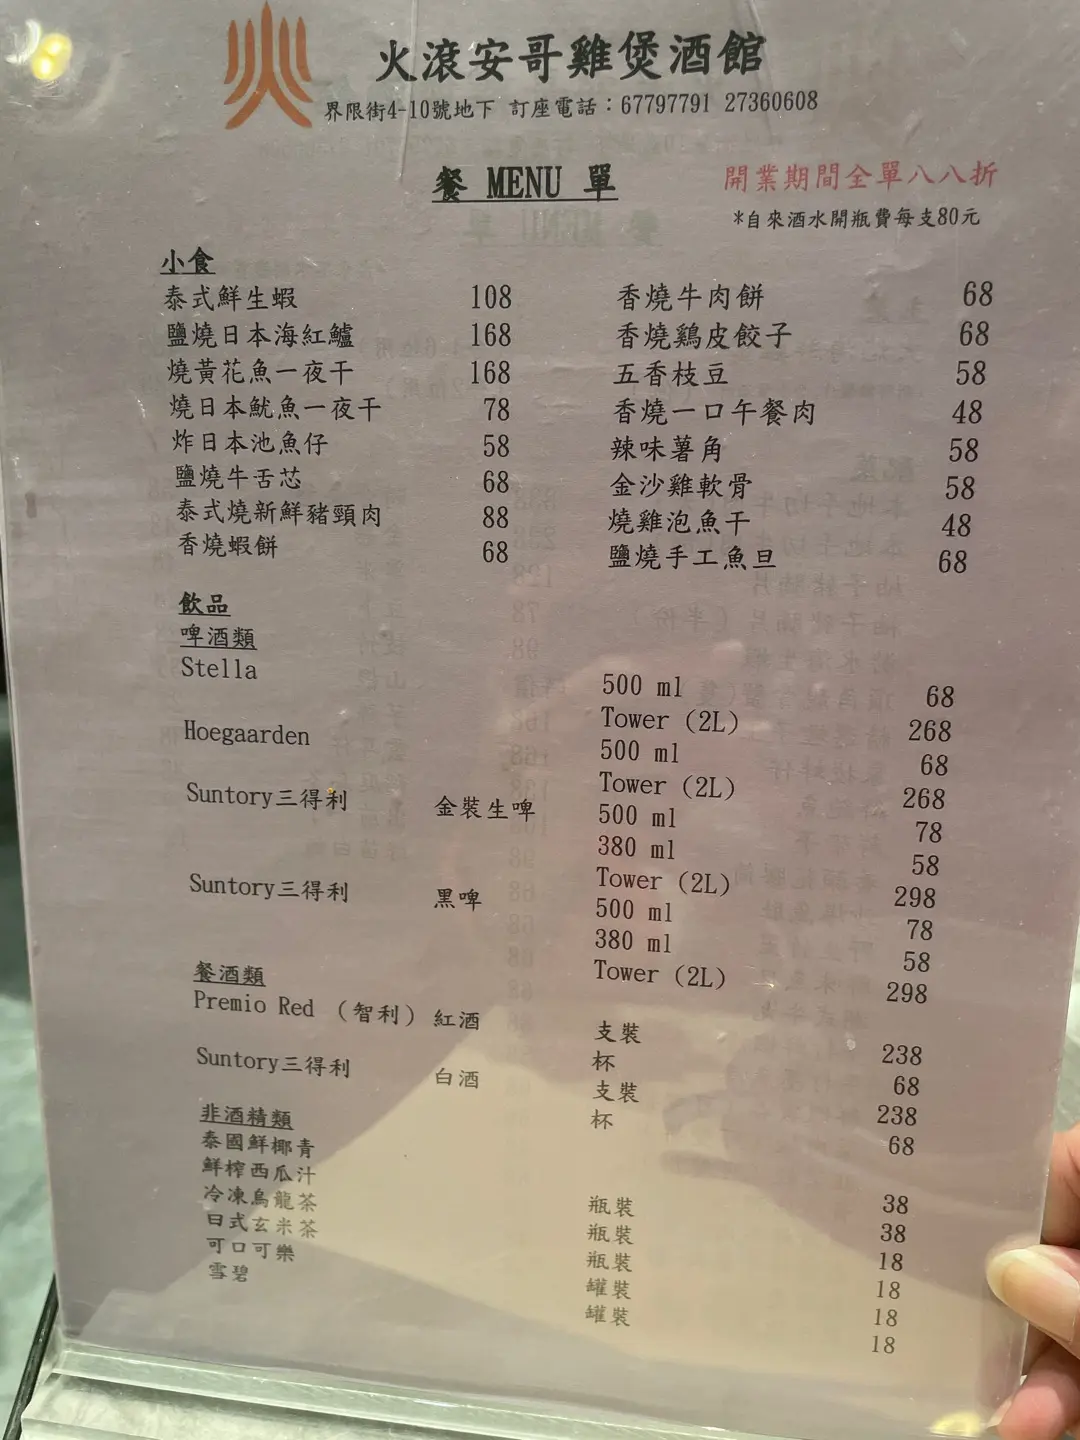 火滾安哥雞煲酒館
界限街4-10號地下 訂座電話：67797791 27360608
餐 MENU 單
開業期間全單八八折
*自來酒水開瓶費每支80元
小食
泰式鮮生蝦 108
鹽燒日本海紅鱸 168
燒黃花魚一夜干 168
燒日本魷魚一夜干 78
炸日本池魚仔 58
鹽燒牛舌芯 68
泰式燒新鮮豬頸肉 88
香燒蝦餅 68
香燒牛肉餅 68
香燒鶏皮餃子 68
五香枝豆 58
香燒一口午餐肉 48
辣味薯角 58
金沙雞軟骨 58
燒雞泡魚干 48
鹽燒手工魚旦 68
飲品
啤酒類
Stella 500 ml 68
Tower (2L) 268
Hoegaarden 500 ml 68
Tower (2L) 268
Suntory三得利 金裝生啤 500 ml 78
380 ml 58
Tower (2L) 298
Suntory三得利 黑啤 500 ml 78
380 ml 58
Tower (2L) 298
餐酒類
Premio Red （智利） 紅酒 支裝 238
杯 68
Suntory三得利 白酒 支裝 238
杯 68
非酒精類
泰國鮮椰青 38
鮮榨西瓜汁 瓶裝 38
冷凍烏龍茶 瓶裝 18
日式玄米茶 瓶裝 18
可口可樂 罐裝 18
雪碧 罐裝 18